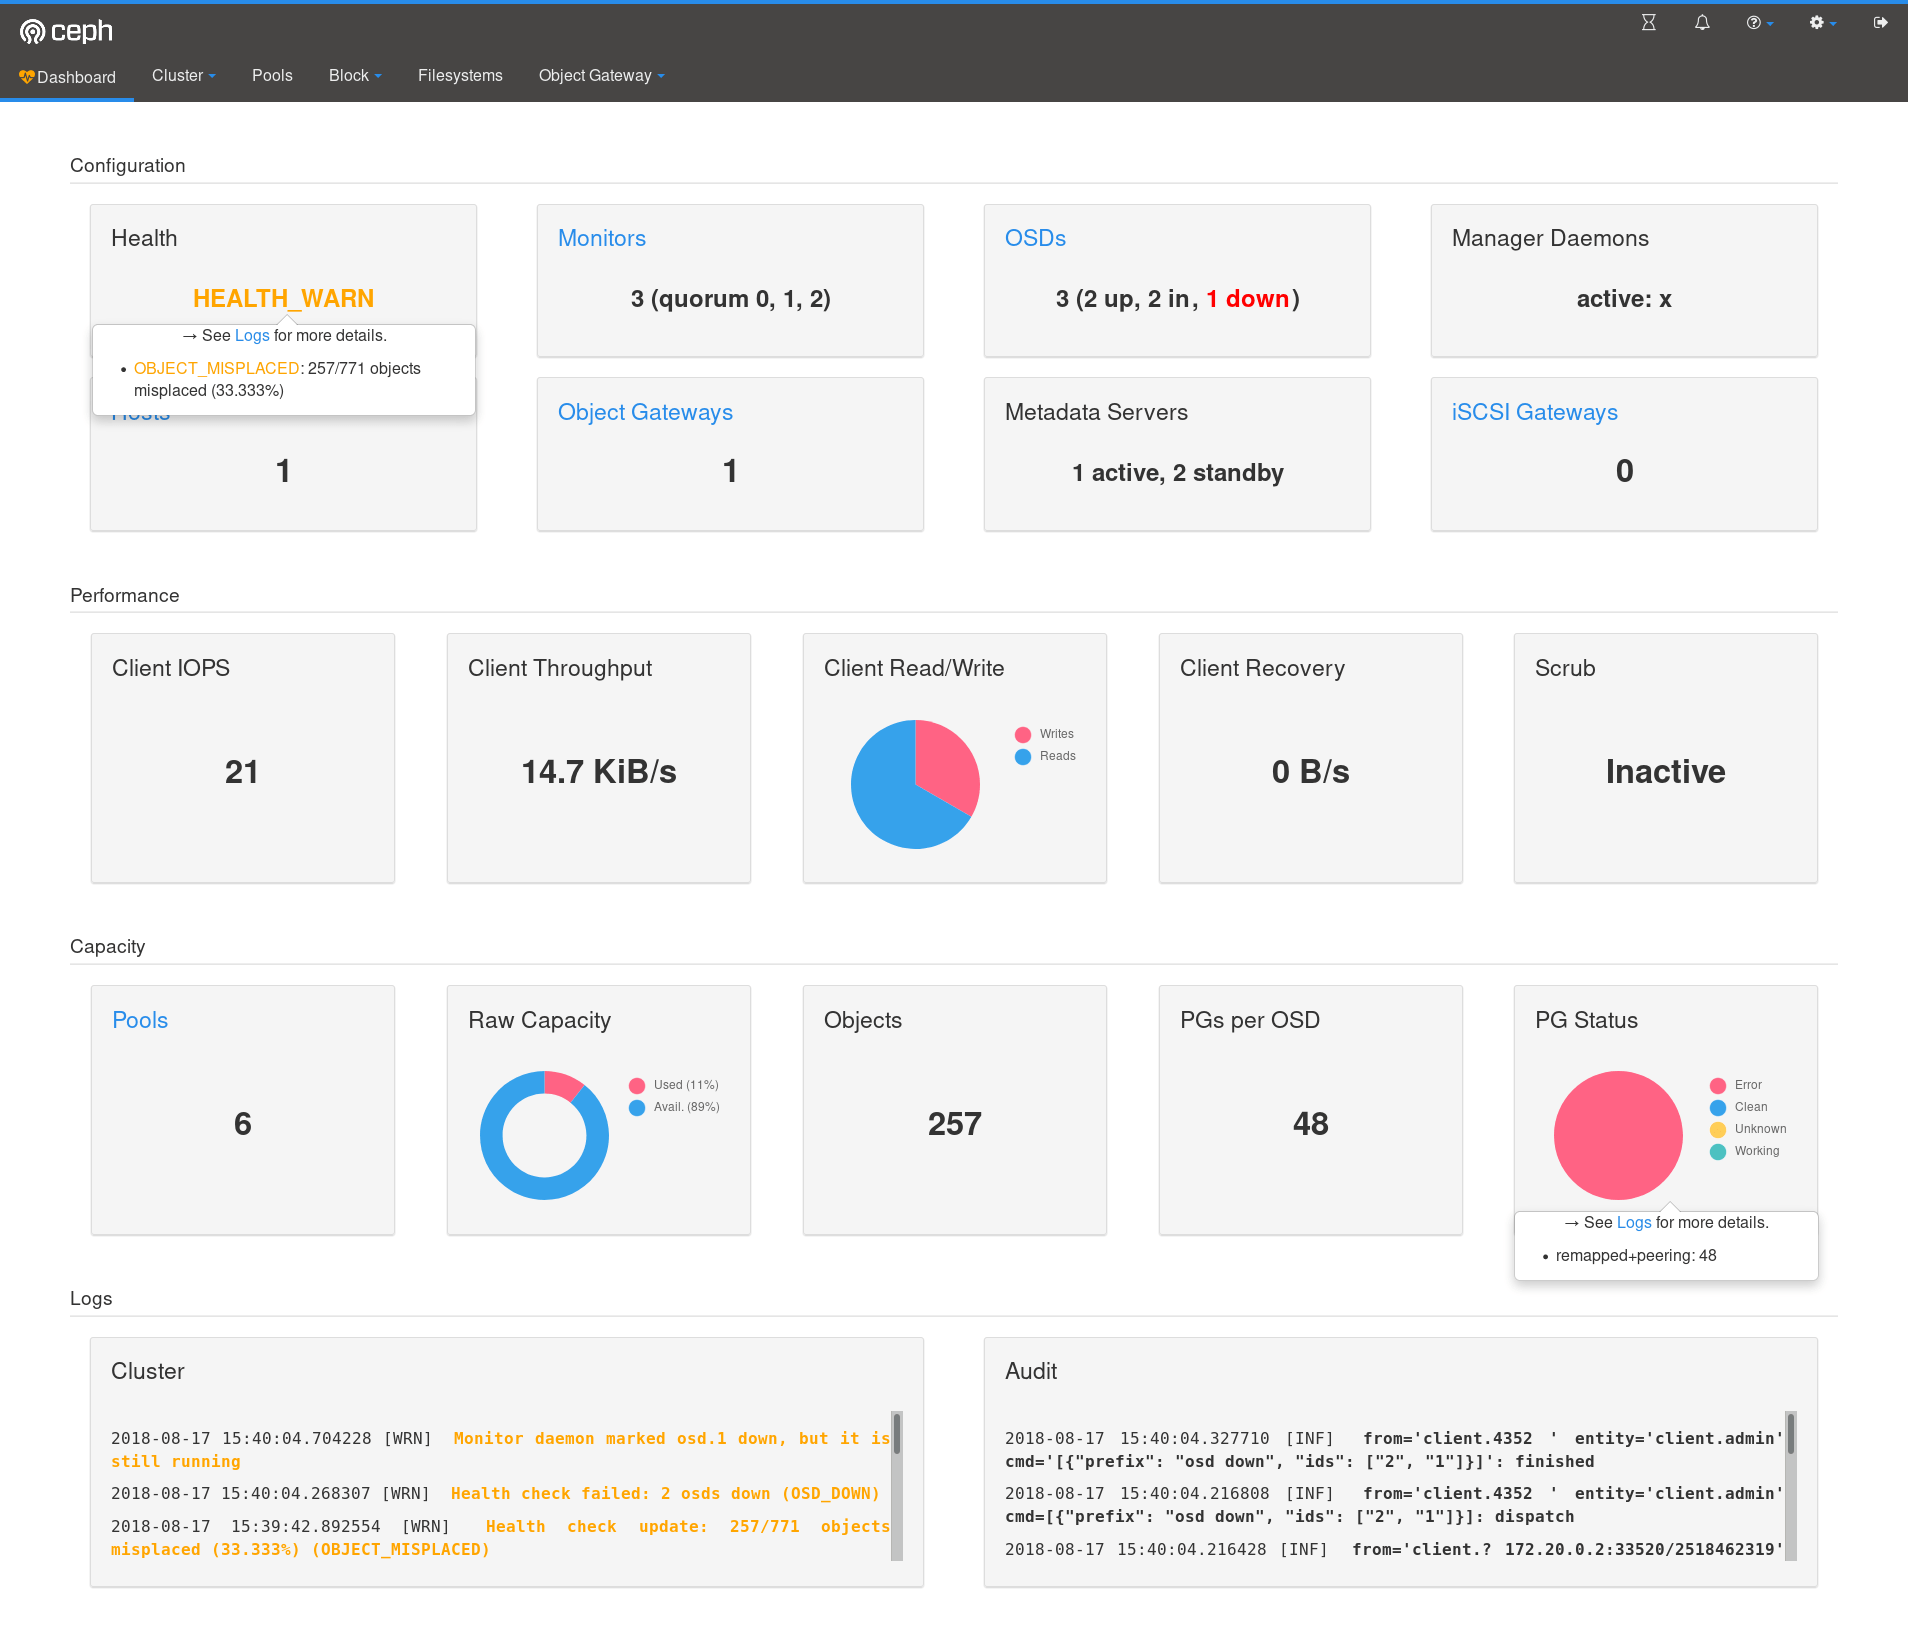 ceph
Dashboard
Cluster
Pools
Block
Filesystems
Object Gateway
Configuration
Health
HEALTH_WARN
→ See Logs for more details.
• OBJECT_MISPLACED: 257/771 objects
misplaced (33.333%)
Monitors
3 (quorum 0, 1, 2)
OSDs
3 (2 up, 2 in, 1 down)
Manager Daemons
active: x
Hosts
1
Object Gateways
1
Metadata Servers
1 active, 2 standby
iSCSI Gateways
0
Performance
Client IOPS
21
Client Throughput
14.7 KiB/s
Client Read/Write
Writes
Reads
Client Recovery
0 B/s
Scrub
Inactive
Capacity
Pools
6
Raw Capacity
Used (11%)
Avail. (89%)
Objects
257
PGs per OSD
48
PG Status
Error
Clean
Unknown
Working
→ See Logs for more details.
• remapped+peering: 48
Logs
Cluster
2018-08-17 15:40:04.704228 [WRN] Monitor daemon marked osd.1 down, but it is
still running
2018-08-17 15:40:04.268307 [WRN] Health check failed: 2 osds down (OSD_DOWN)
2018-08-17 15:39:42.892554 [WRN] Health check update: 257/771 objects
misplaced (33.333%) (OBJECT_MISPLACED)
Audit
2018-08-17 15:40:04.327710 [INF] from='client.4352 ' entity='client.admin'
cmd='[{"prefix": "osd down", "ids": ["2", "1"]}]': finished
2018-08-17 15:40:04.216808 [INF] from='client.4352 ' entity='client.admin'
cmd=[{"prefix": "osd down", "ids": ["2", "1"]}]: dispatch
2018-08-17 15:40:04.216428 [INF] from='client.? 172.20.0.2:33520/2518462319'